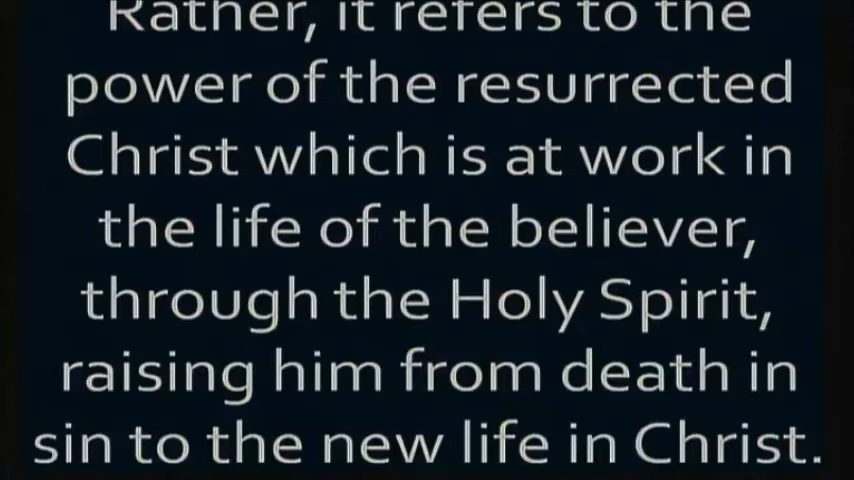 Rather, it refers to the
power of the resurrected
Christ which is at work in
the life of the believer,
through the Holy Spirit,
raising him from death in
sin to the new life in Christ.